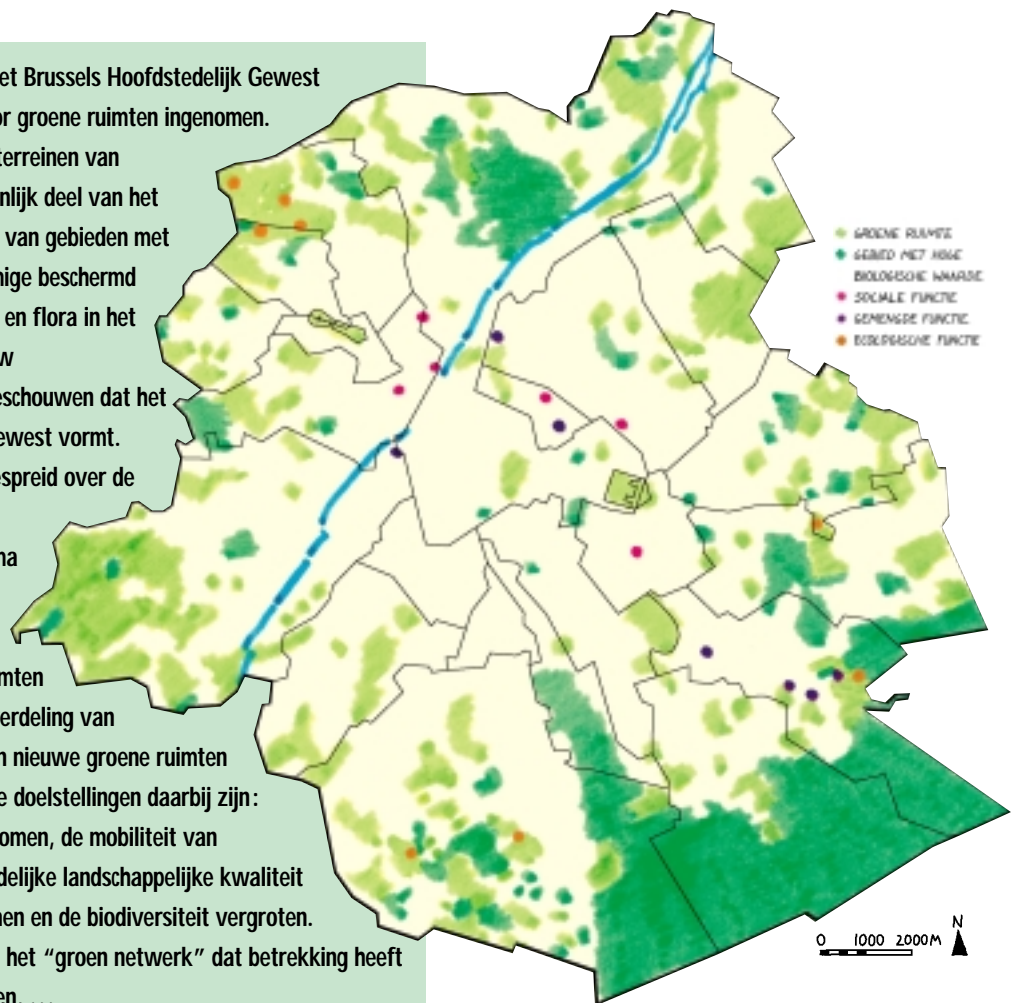 et Brussels Hoofdstedelijk Gewest
or groene ruimten ingenomen.
terreinen van
nlijk deel van het
van gebieden met
nige beschermd
en flora in het
w
eschouwen dat het
ewest vormt.
espreid over de
na
mten
erdeling van
n nieuwe groene ruimten
e doelstellingen daarbij zijn:
omen, de mobiliteit van
delijke landschappelijke kwaliteit
nen en de biodiversiteit vergroten.
het “groen netwerk” dat betrekking heeft
en, ...
GROENE RUIMTE
GEBIED MET HOGE
BIOLOGISCHE WAARDE
SOCIALE FUNCTIE
GEMENGDE FUNCTIE
ECOLOGISCHE FUNCTIE
0 1000 2000M
N